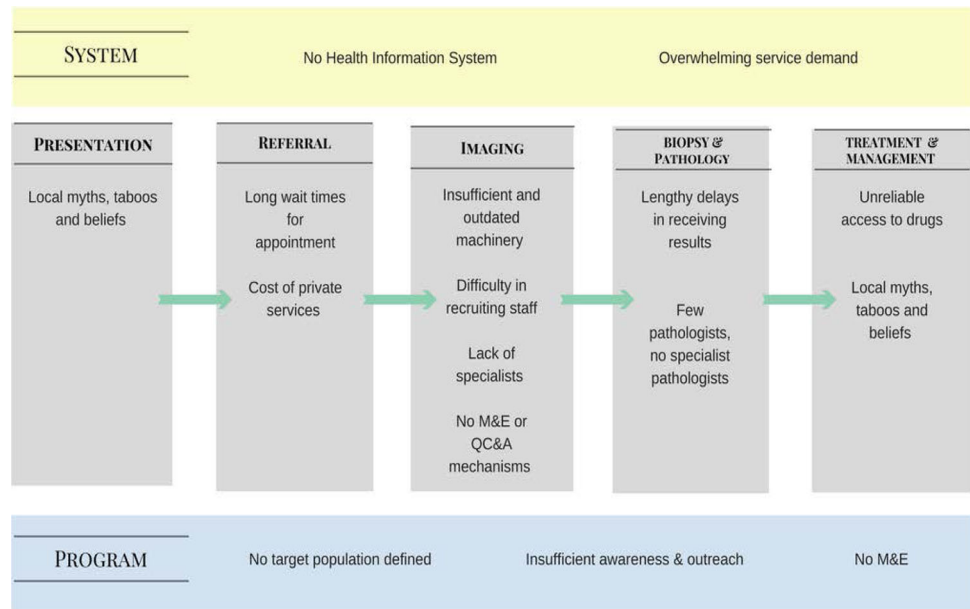 SYSTEM
No Health Information System
Overwhelming service demand
PRESENTATION
Local myths, taboos
and beliefs
REFERRAL
Long wait times
for
appointment
Cost of private
services
IMAGING
Insufficient and
outdated
machinery
Difficulty in
recruiting staff
Lack of
specialists
No M&E or
QC&A
mechanisms
BIOPSY &
PATHOLOGY
Lengthy delays
in receiving
results
Few
pathologists,
no specialist
pathologists
TREATMENT &
MANAGEMENT
Unreliable
access to drugs
Local myths,
taboos and
beliefs
PROGRAM
No target population defined
Insufficient awareness & outreach
No M&E